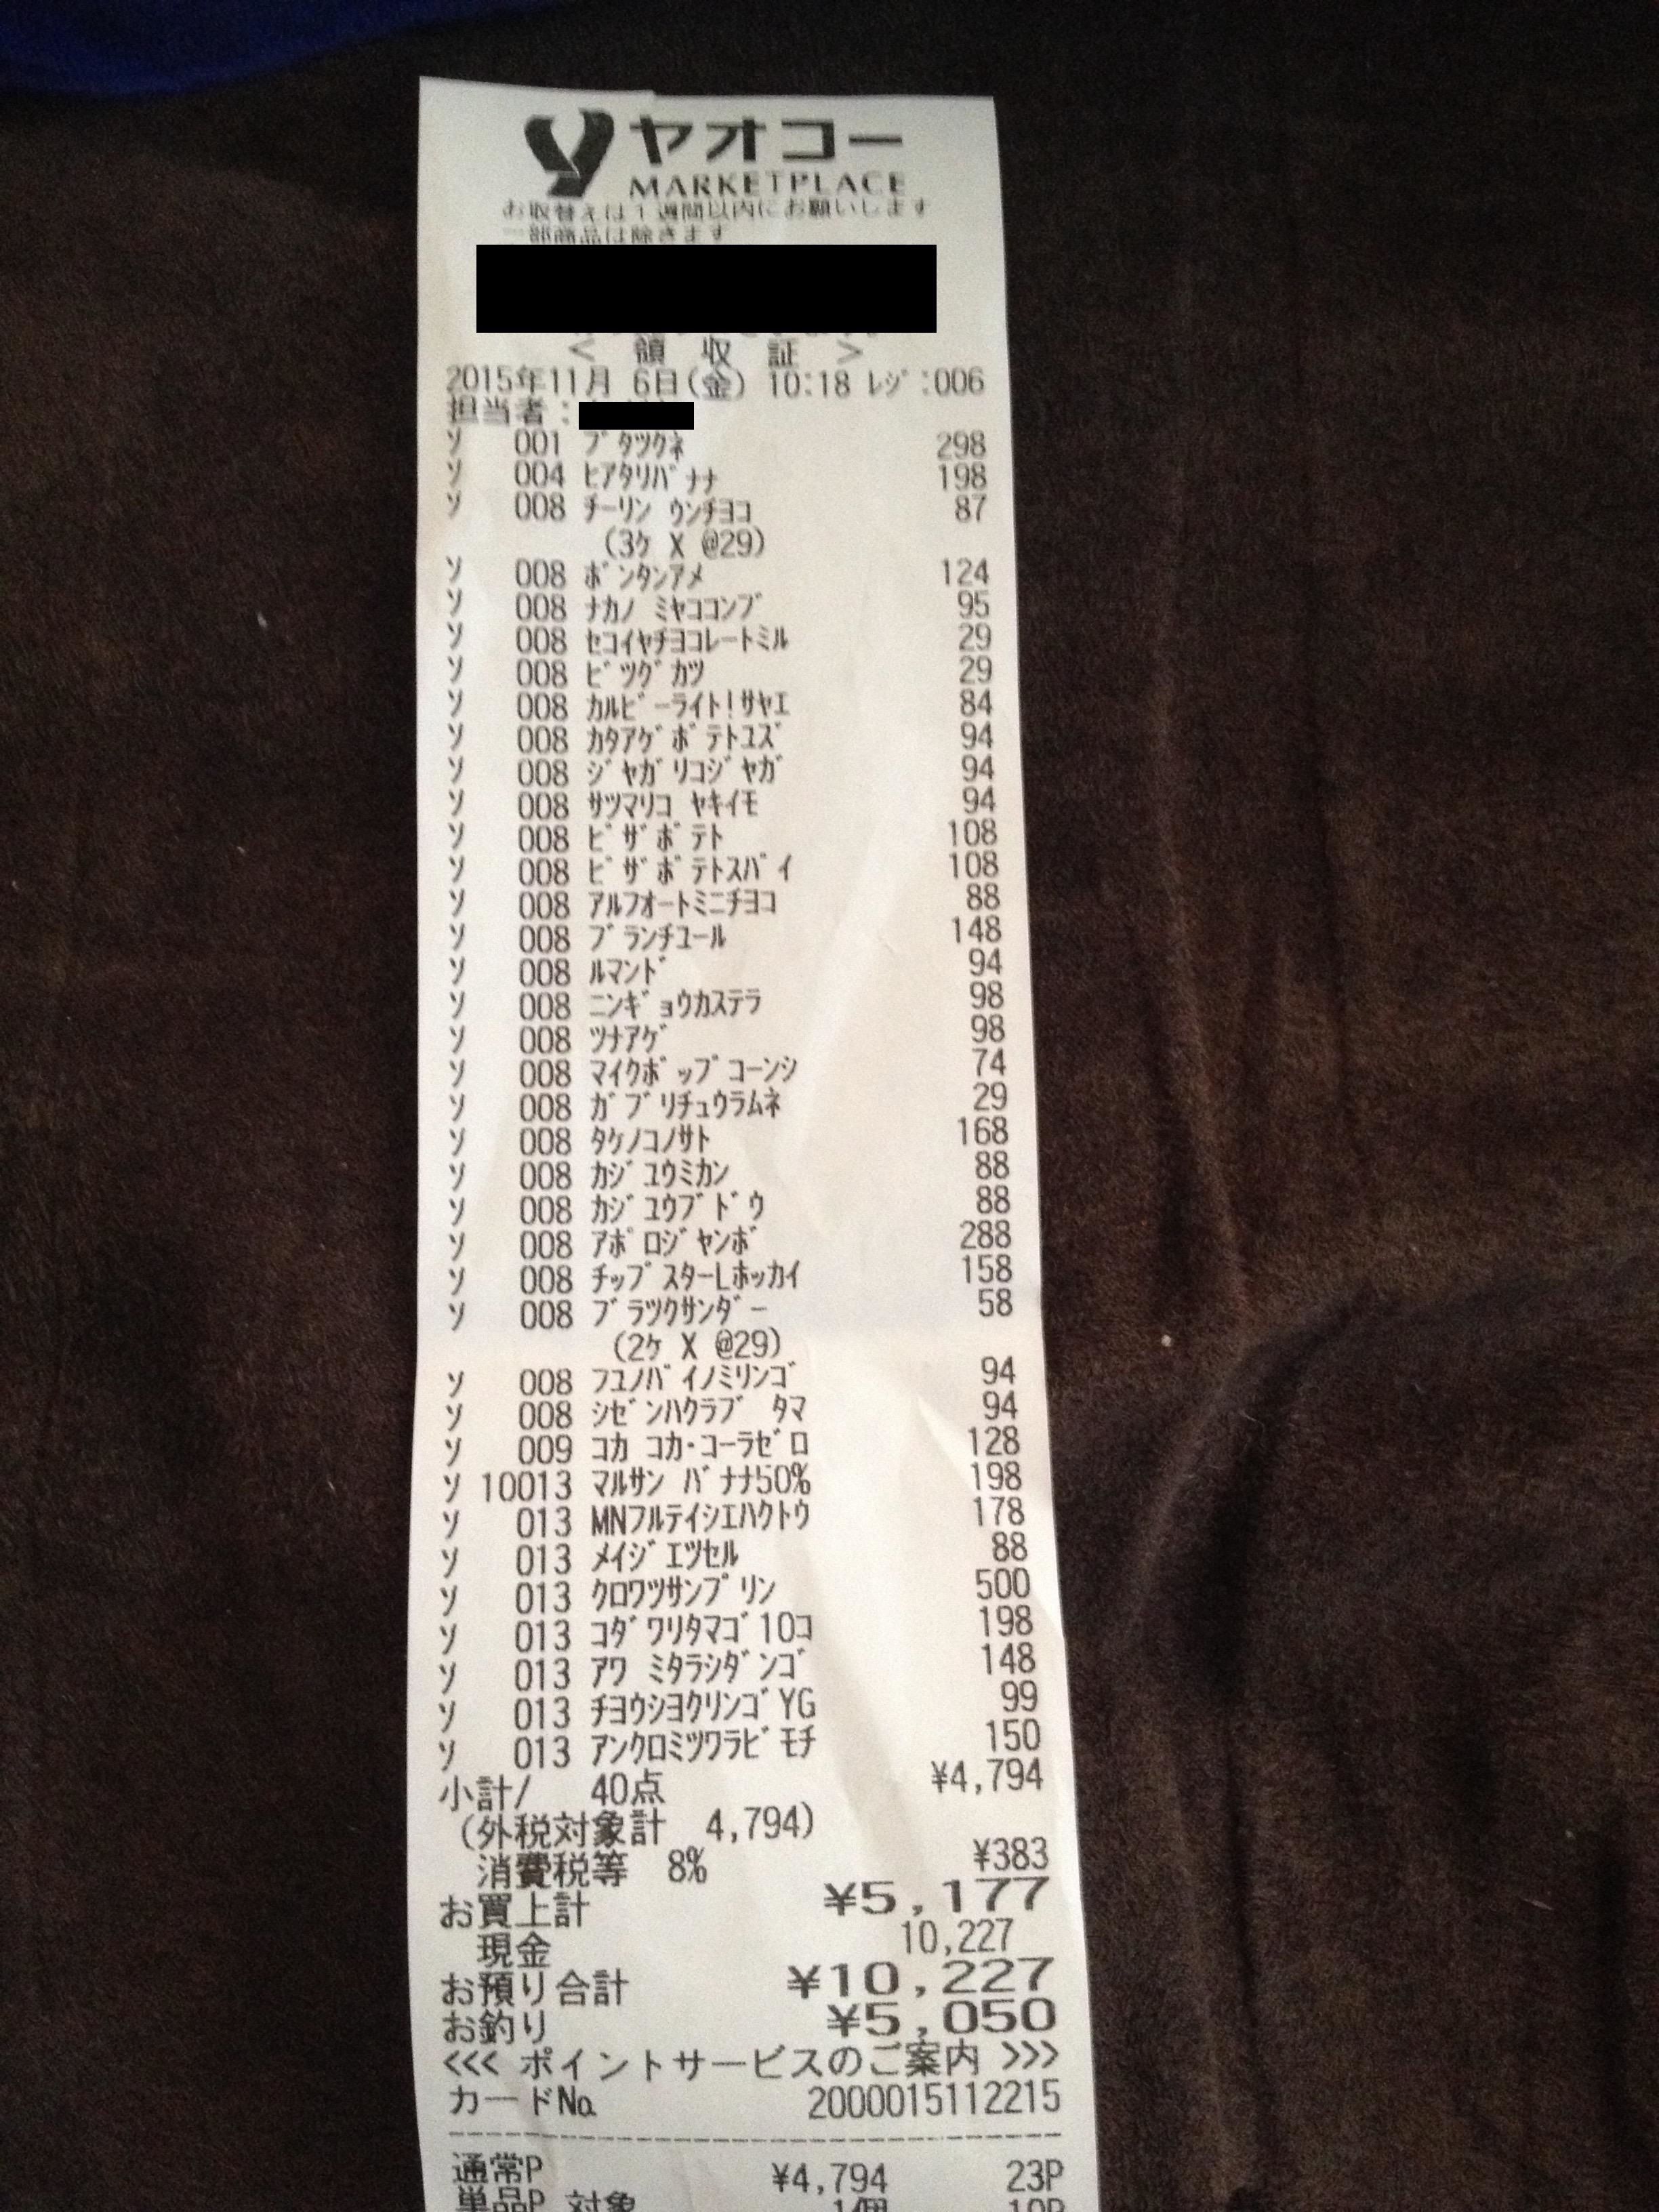 ヤオコー
MARKETPLACE
お取替えは1週間以内にお願いします
一部商品は除きます
< 領 収 証 >
2015年11月 6日(金) 10:18 ﾚｼﾞ:006
担当者:
ｿ 001 ﾌﾞﾀﾂｸﾈ 298
ｿ 004 ﾋｱﾀﾘﾊﾞﾅﾅ 198
ｿ 008 ﾁｰﾘﾝ ｳﾝﾁﾖｺ 87
(3ｹ X @29)
ｿ 008 ﾎﾞﾝﾀﾝｱﾒ 124
ｿ 008 ﾅｶﾉ ﾐﾔｺｺﾝﾌﾞ 95
ｿ 008 ｾｺｲﾔﾁﾖｺﾚｰﾄﾐﾙ 29
ｿ 008 ﾋﾞﾂｸﾞｶﾂ 29
ｿ 008 ｶﾙﾋﾞｰﾗｲﾄ!ｻﾔｴ 84
ｿ 008 ｶﾀｱｹﾞﾎﾟﾃﾄﾕｽﾞ 94
ｿ 008 ｼﾞﾔｶﾞﾘｺｼﾞﾔｶﾞ 94
ｿ 008 ｻﾂﾏﾘｺ ﾔｷｲﾓ 94
ｿ 008 ﾋﾟｻﾞﾎﾟﾃﾄ 108
ｿ 008 ﾋﾟｻﾞﾎﾟﾃﾄｽﾊﾟｲ 108
ｿ 008 ｱﾙﾌｵｰﾄﾐﾆﾁﾖｺ 88
ｿ 008 ﾌﾞﾗﾝﾁﾕｰﾙ 148
ｿ 008 ﾙﾏﾝﾄﾞ 94
ｿ 008 ﾆﾝｷﾞｮｳｶｽﾃﾗ 98
ｿ 008 ﾂﾅｱｹﾞ 98
ｿ 008 ﾏｲｸﾎﾟｯﾌﾟｺｰﾝｼ 74
ｿ 008 ｶﾞﾌﾞﾘﾁｭｳﾗﾑﾈ 29
ｿ 008 ﾀｹﾉｺﾉｻﾄ 168
ｿ 008 ｶｼﾞﾕｳﾐｶﾝ 88
ｿ 008 ｶｼﾞﾕｳﾌﾞﾄﾞｳ 88
ｿ 008 ｱﾎﾟﾛｼﾞﾔﾝﾎﾞ 288
ｿ 008 ﾁｯﾌﾟｽﾀｰLﾎｯｶｲ 158
ｿ 008 ﾌﾞﾗﾂｸｻﾝﾀﾞｰ 58
(2ｹ X @29)
ｿ 008 ﾌﾕﾉﾊﾟｲﾉﾐﾘﾝｺﾞ 94
ｿ 008 ｼｾﾞﾝﾊｸﾗﾌﾞ ﾀﾏ 94
ｿ 009 ｺｶ ｺｶ･ｺｰﾗｾﾞﾛ 128
ｿ 10013 ﾏﾙｻﾝ ﾊﾞﾅﾅ50% 198
ｿ 013 MNﾌﾙﾃｲｼｴﾊｸﾄｳ 178
ｿ 013 ﾒｲｼﾞｴﾂｾﾙ 88
ｿ 013 ｸﾛﾜﾂｻﾝﾌﾟﾘﾝ 500
ｿ 013 ｺﾀﾞﾜﾘﾀﾏｺﾞ10ｺ 198
ｿ 013 ｱﾜ ﾐﾀﾗｼﾀﾞﾝｺﾞ 148
ｿ 013 ﾁﾖｳｼﾖｸﾘﾝｺﾞYG 99
ｿ 013 ｱﾝｸﾛﾐﾂﾜﾗﾋﾞﾓﾁ 150
小計/ 40点 ¥4,794
(外税対象計 4,794)
消費税等 8% ¥383
お買上計 ¥5,177
現金 10,227
お預り合計 ¥10,227
お釣り ¥5,050
<<< ポイントサービスのご案内 >>>
カードNo. 2000015112215
通常P ¥4,794 23P
単品P 対象 1個 10P